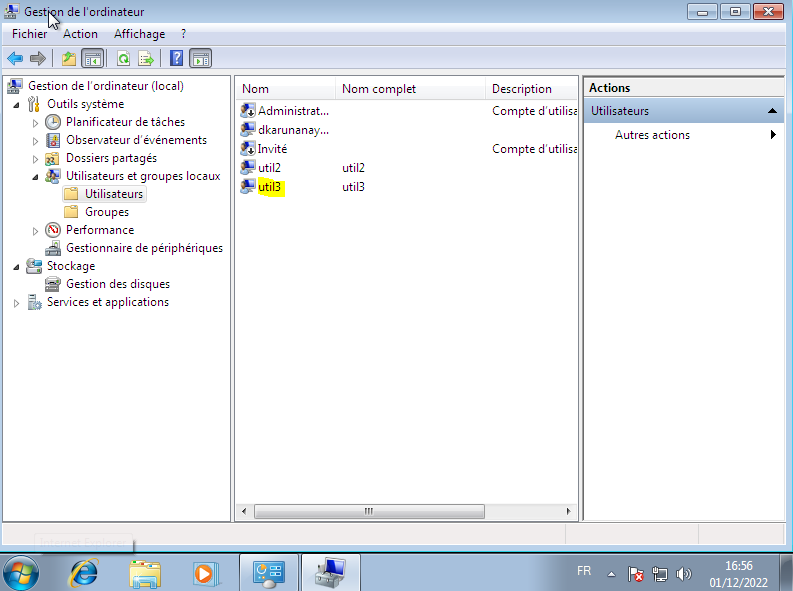 Gestion de l'ordinateur
Fichier Action Affichage ?
Gestion de l'ordinateur (local)
Outils système
Planificateur de tâches
Observateur d'événements
Dossiers partagés
Utilisateurs et groupes locaux
Utilisateurs
Groupes
Performance
Gestionnaire de périphériques
Stockage
Gestion des disques
Services et applications
Nom Nom complet Description
Administrat... Compte d'utilisa
dkarunanay...
Invité Compte d'utilisa
util2 util2
util3 util3
Actions
Utilisateurs
Autres actions
Internet Explorer
FR 16:56
01/12/2022